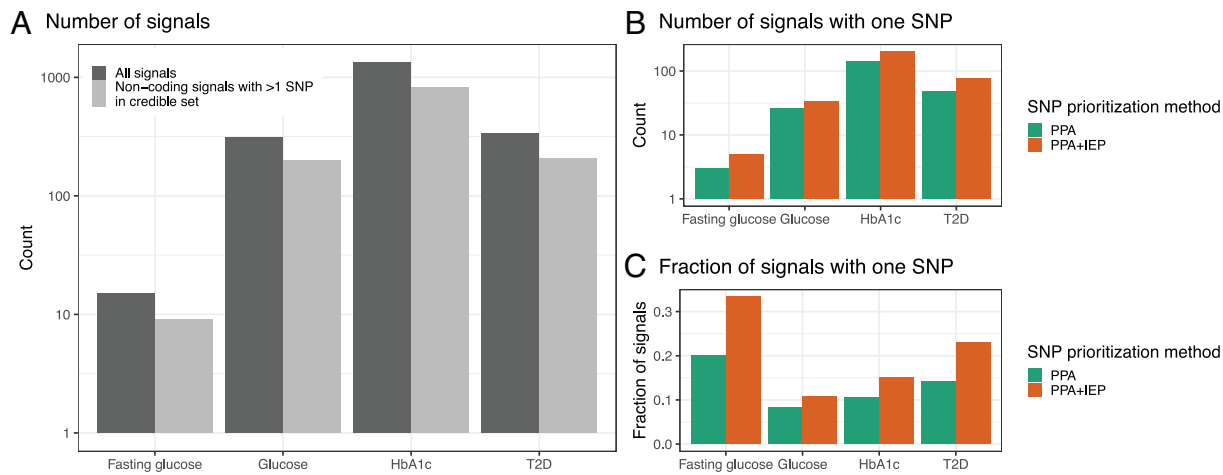 A Number of signals
All signals
Non-coding signals with >1 SNP
in credible set
Count
1000
100
10
1
Fasting glucose
Glucose
HbA1c
T2D
B Number of signals with one SNP
Count
100
10
1
Fasting glucose
Glucose
HbA1c
T2D
SNP prioritization method
PPA
PPA+IEP
C Fraction of signals with one SNP
Fraction of signals
0.3
0.2
0.1
0.0
Fasting glucose
Glucose
HbA1c
T2D
SNP prioritization method
PPA
PPA+IEP